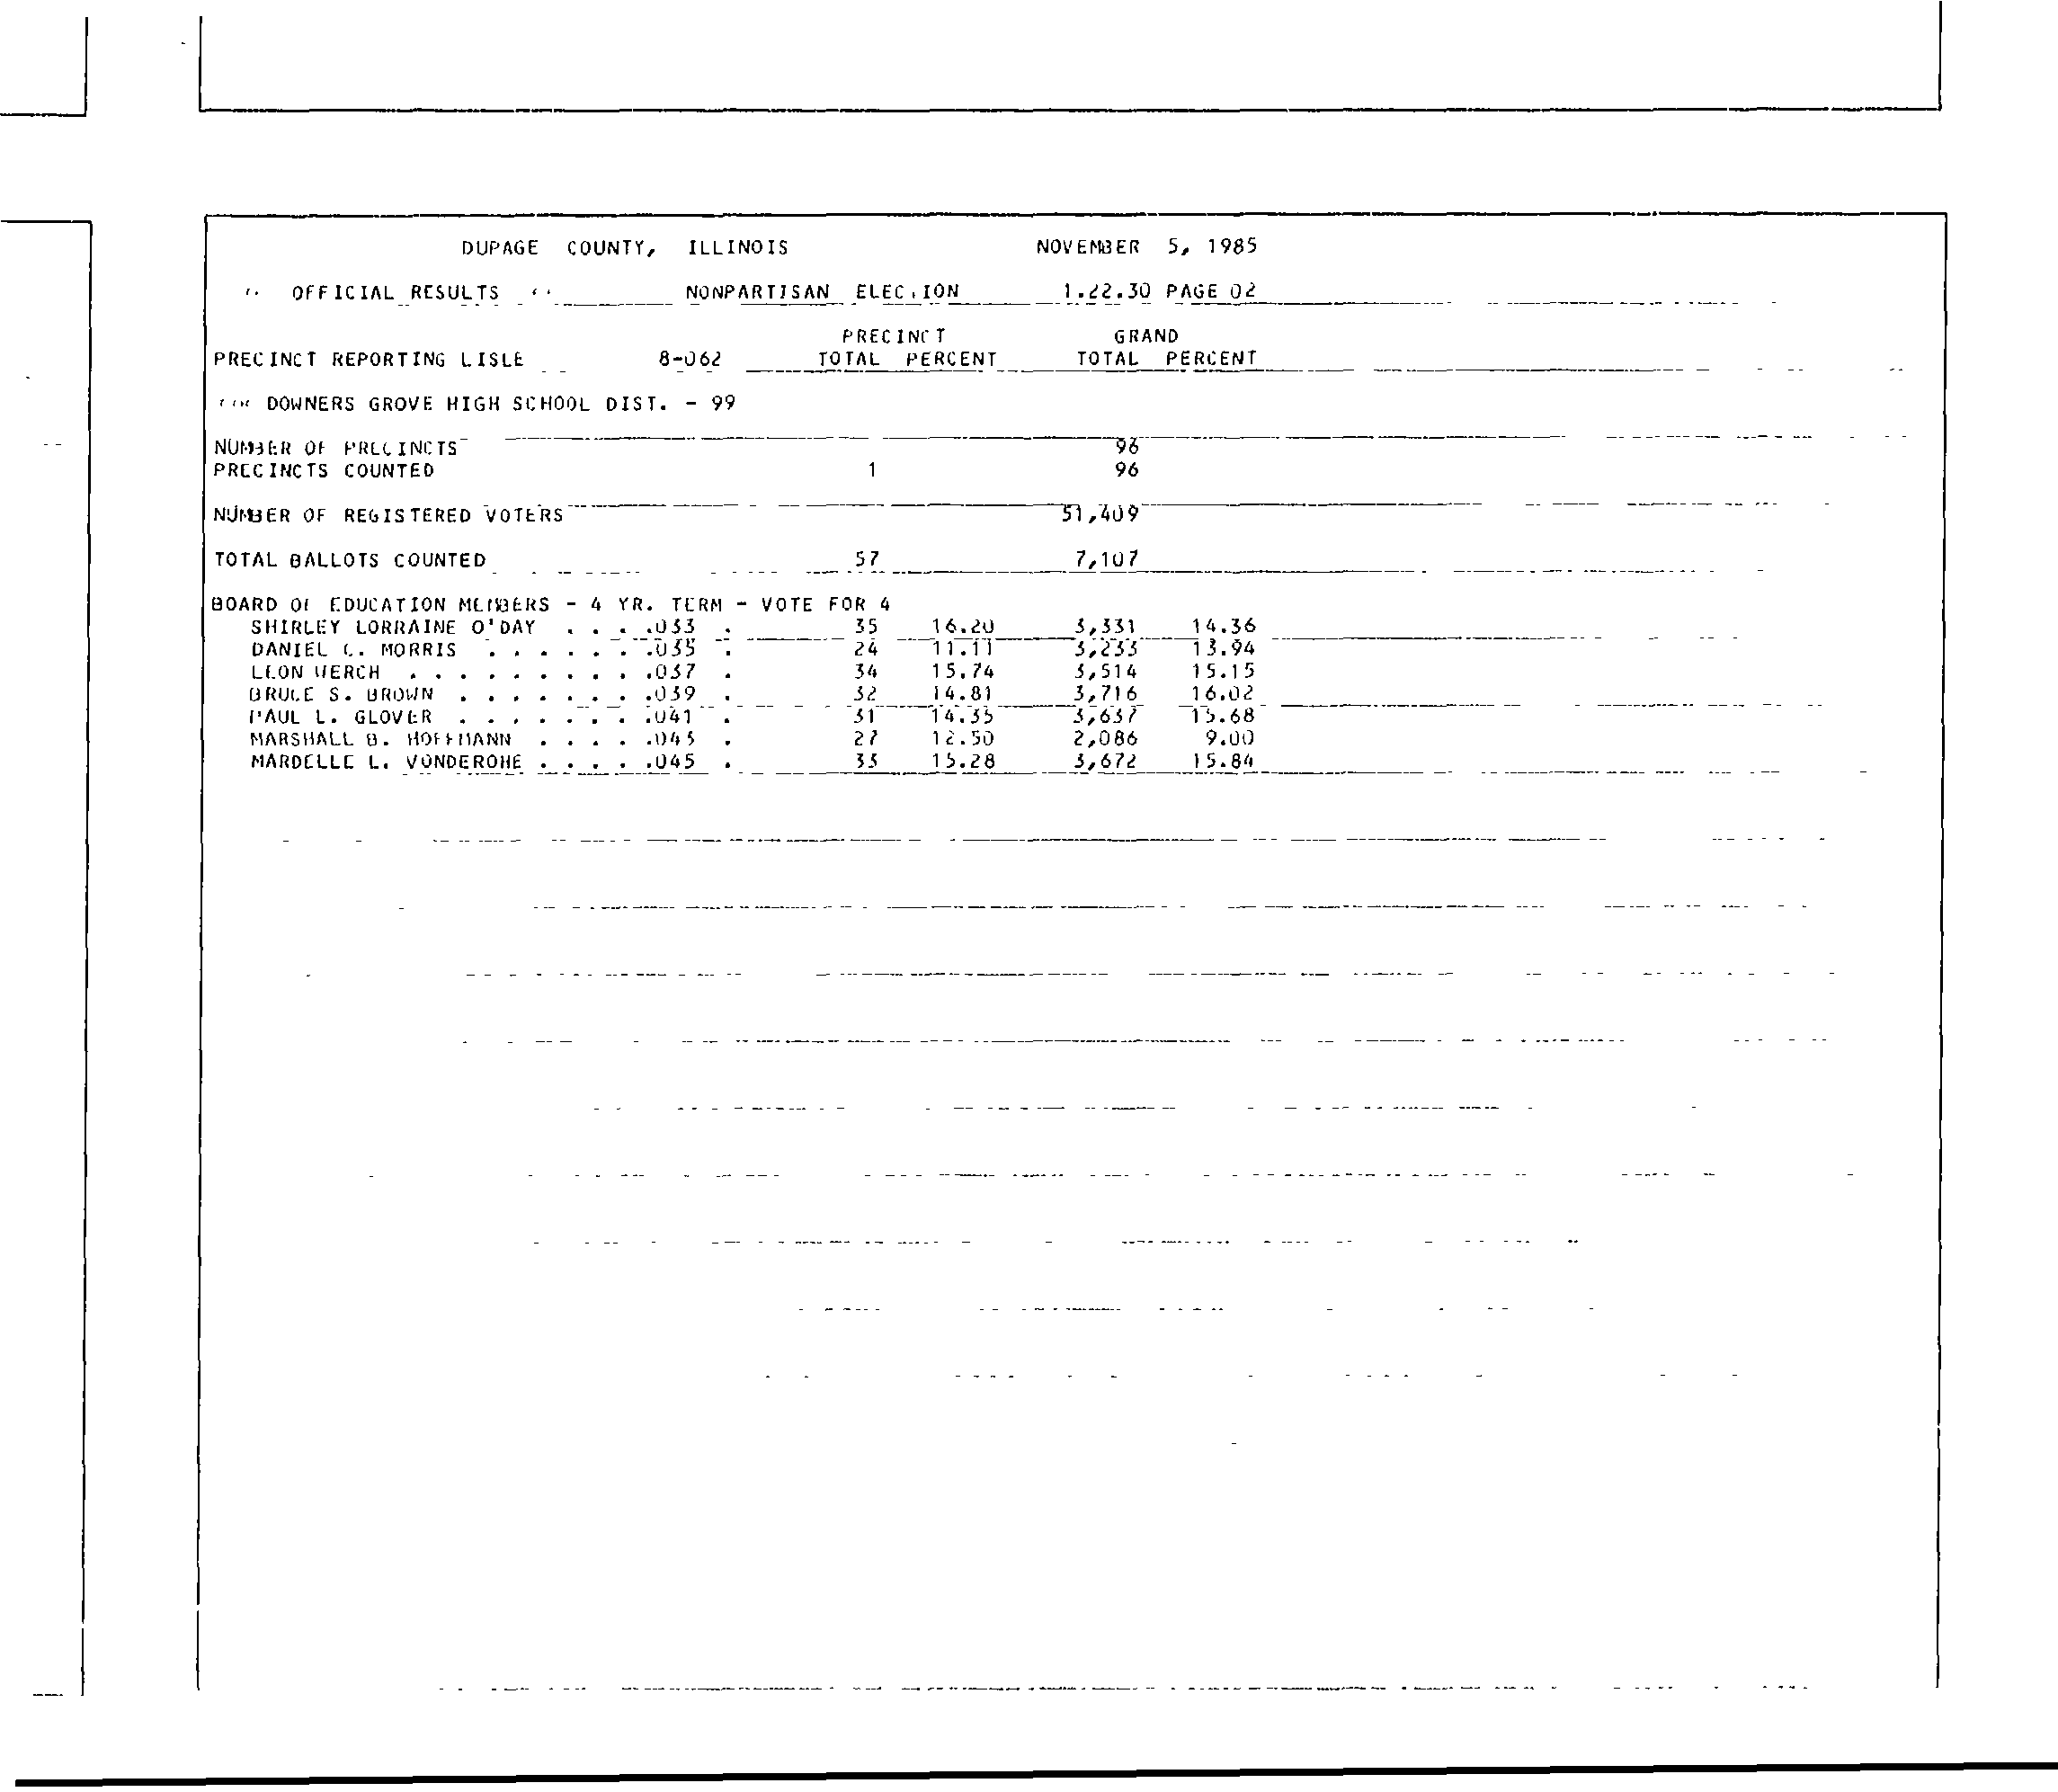 DUPAGE COUNTY, ILLINOIS NOVEMBER 5, 1985
OFFICIAL RESULTS NONPARTISAN ELECTION 1.22.30 PAGE 02
PRECINCT GRAND
PRECINCT REPORTING LISLE 8-062 TOTAL PERCENT TOTAL PERCENT
DOWNERS GROVE HIGH SCHOOL DIST. - 99
NUMBER OF PRECINCTS 96
PRECINCTS COUNTED 1 96
NUMBER OF REGISTERED VOTERS 51,409
TOTAL BALLOTS COUNTED 57 7,107
BOARD OF EDUCATION MEMBERS - 4 YR. TERM - VOTE FOR 4
SHIRLEY LORRAINE O'DAY . . . .033 . 35 16.20 3,331 14.36
DANIEL C. MORRIS . . . . . . .035 . 24 11.11 3,233 13.94
LEON WERCH . . . . . . . . . .037 . 34 15.74 3,514 15.15
BRUCE S. BROWN . . . . . . . .039 . 32 14.81 3,716 16.02
PAUL L. GLOVER . . . . . . . .041 . 31 14.35 3,637 15.68
MARSHALL B. HOFFMANN . . . . .043 . 27 12.50 2,086 9.00
MARDELLE L. VONDEROHE . . . . .045 . 33 15.28 3,672 15.84